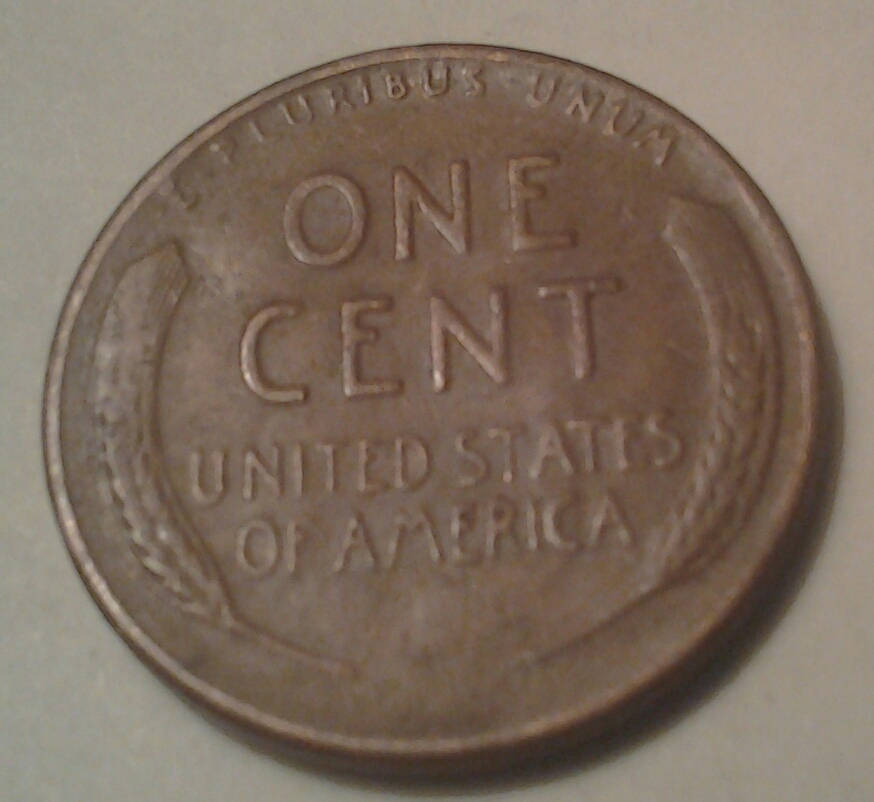 E PLURIBUS UNUM
ONE
CENT
UNITED STATES
OF AMERICA